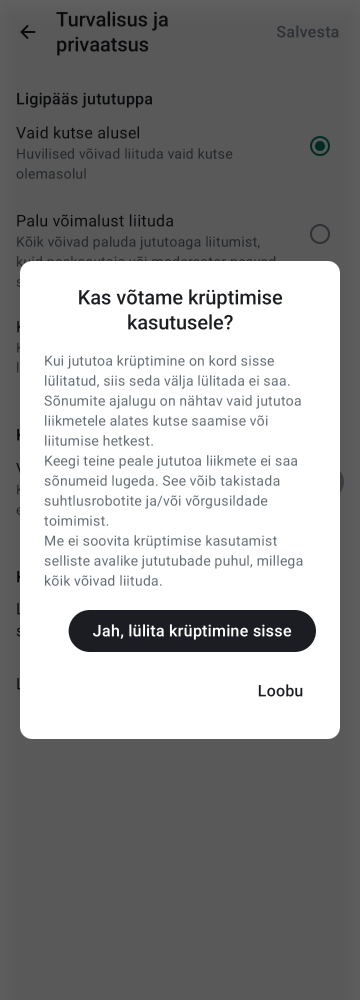 Turvalisus ja
privaatsus
Salvesta
Ligipääs jututuppa
Vaid kutse alusel
Huvilised võivad liituda vaid kutse
olemasolul
Palu võimalust liituda
Kõik võivad paluda jututoaga liitumist,
Kas võtame krüptimise
kasutusele?
Kui jututoa krüptimine on kord sisse
lülitatud, siis seda välja lülitada ei saa.
Sõnumite ajalugu on nähtav vaid jututoa
liikmetele alates kutse saamise või
liitumise hetkest.
Keegi teine peale jututoa liikmete ei saa
sõnumeid lugeda. See võib takistada
suhtlusrobotite ja/või võrgusildade
toimimist.
Me ei soovita krüptimise kasutamist
selliste avalike jututubade puhul, millega
kõik võivad liituda.
Jah, lülita krüptimine sisse
Loobu